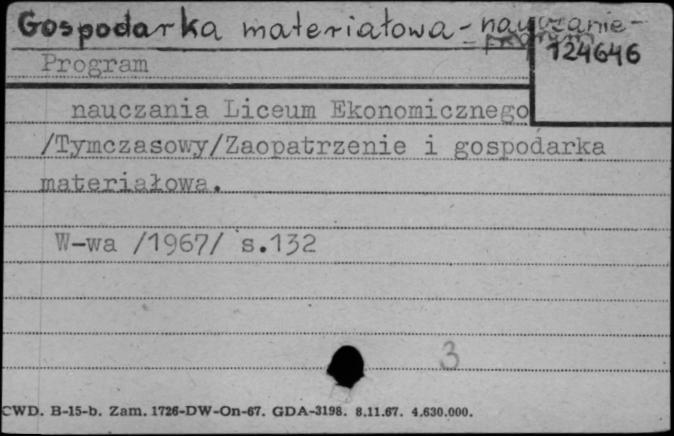 Gospodarka materiałowa - nauczanie -
- program
124646
Program
nauczania Liceum Ekonomicznego
/Tymczasowy/Zaopatrzenie i gospodarka
materiałowa.
W-wa /1967/ s.132
3
CWD. B-15-b. Zam. 1726-DW-On-67. GDA-3198. 8.11.67. 4.630.000.